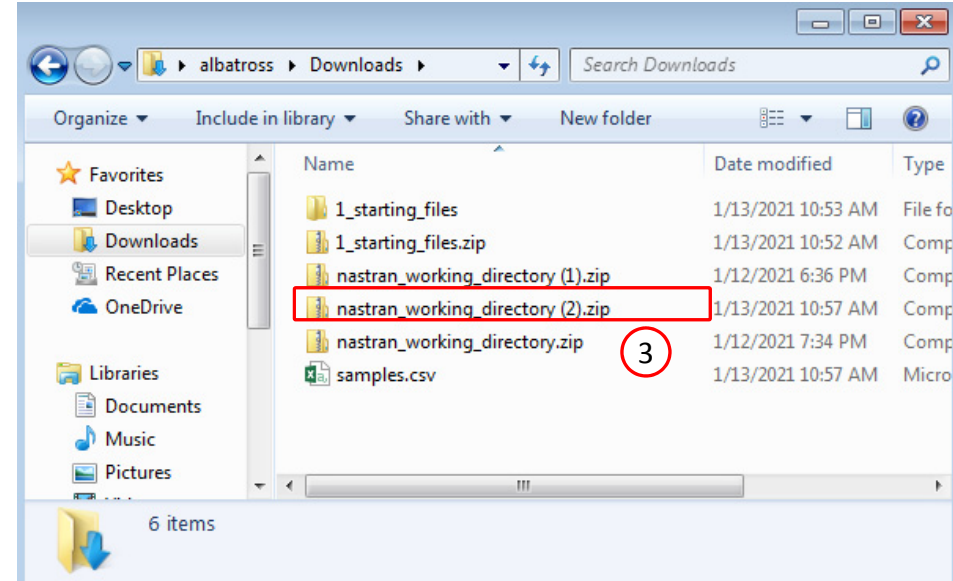 albatross Downloads Search Downloads
Organize Include in library Share with New folder
Name Date modified Type
Favorites
Desktop
Downloads
Recent Places
OneDrive
Libraries
Documents
Music
Pictures
1_starting_files 1/13/2021 10:53 AM File fo
1_starting_files.zip 1/13/2021 10:52 AM Comp
nastran_working_directory (1).zip 1/12/2021 6:36 PM Comp
nastran_working_directory (2).zip 1/13/2021 10:57 AM Comp
nastran_working_directory.zip 1/12/2021 7:34 PM Comp
samples.csv 1/13/2021 10:57 AM Micro
3
6 items